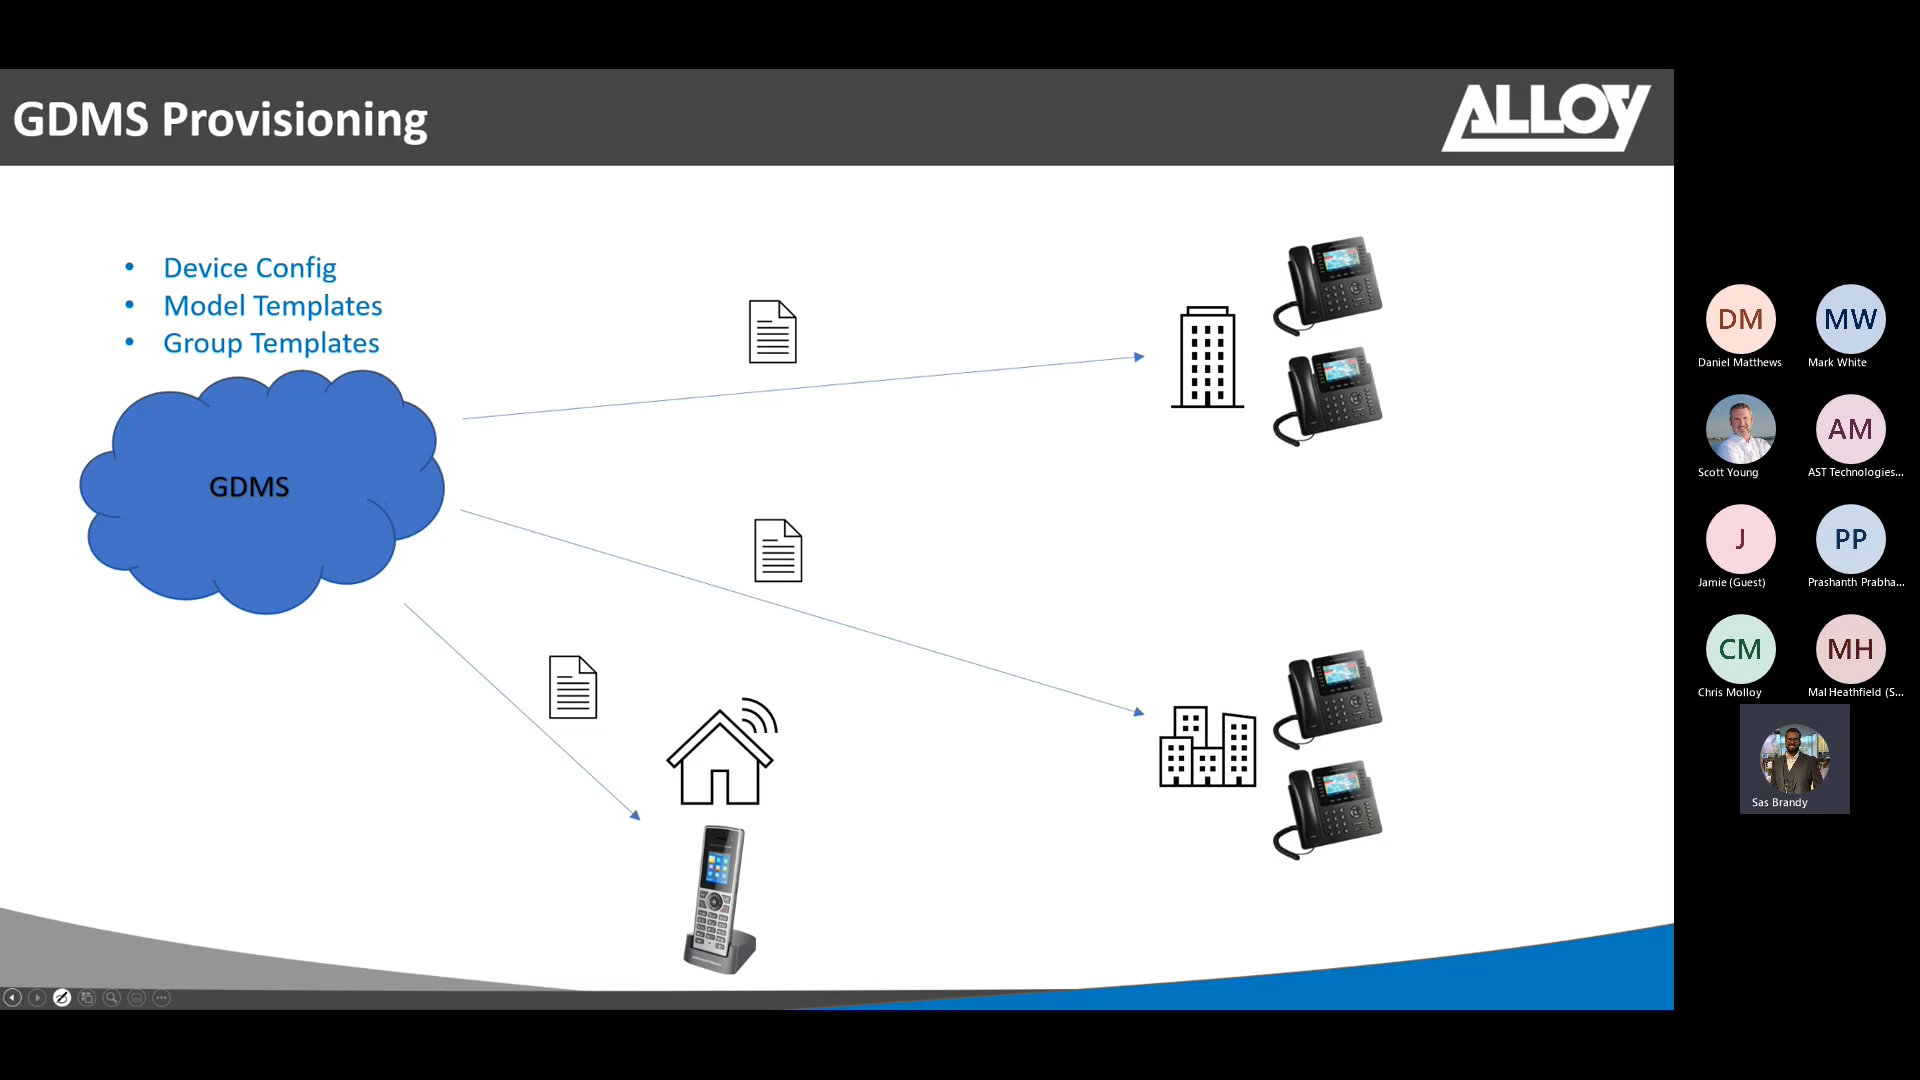 GDMS Provisioning
ALLOY
• Device Config
• Model Templates
• Group Templates
GDMS
DM
Daniel Matthews
MW
Mark White
Scott Young
AM
AST Technologies...
J
Jamie (Guest)
PP
Prashanth Prabha...
CM
Chris Molloy
MH
Mal Heathfield (S...
Sas Brandy